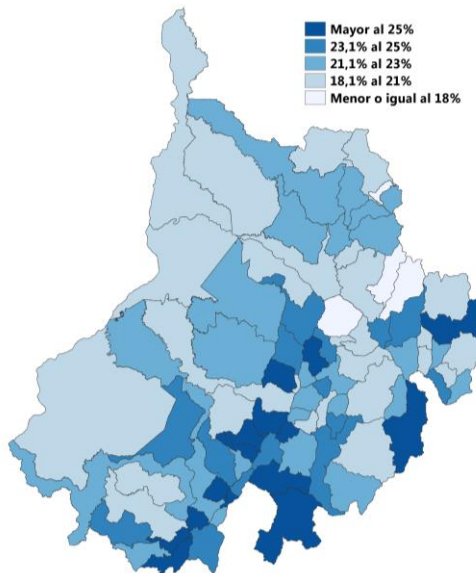 Mayor al 25%
23,1% al 25%
21,1% al 23%
18,1% al 21%
Menor o igual al 18%